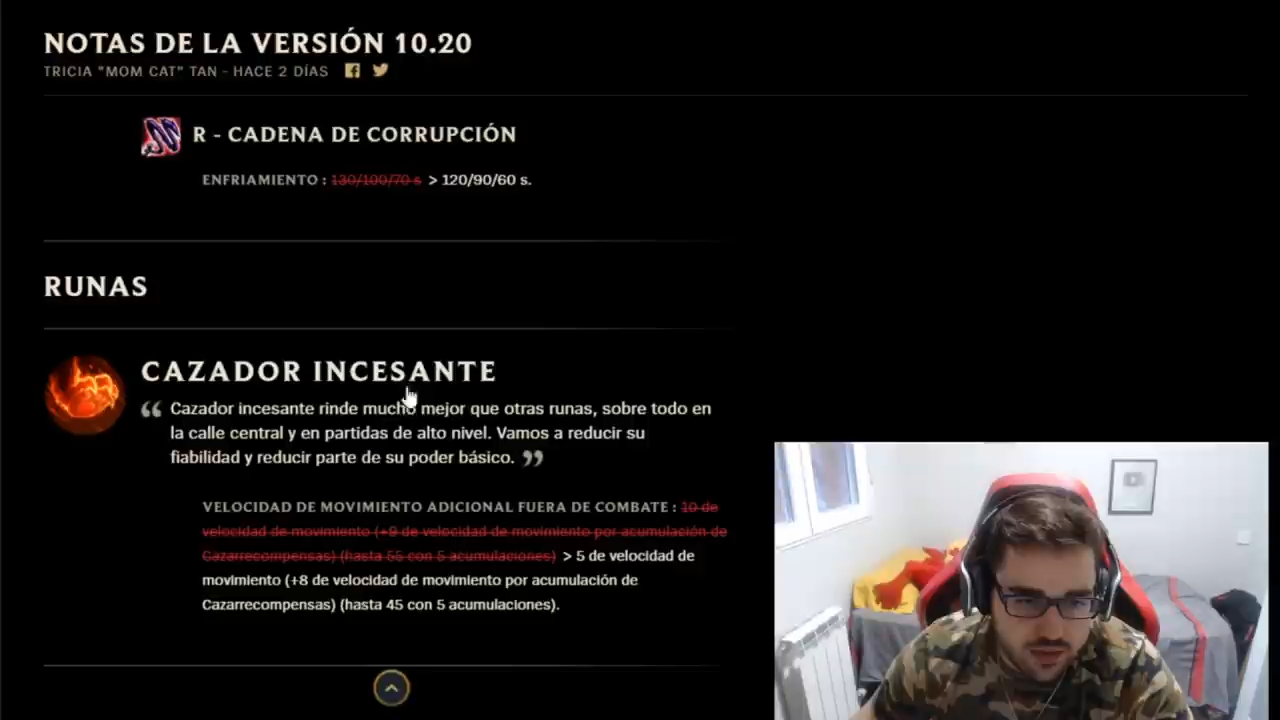 NOTAS DE LA VERSIÓN 10.20
TRICIA "MOM CAT" TAN - HACE 2 DÍAS
R - CADENA DE CORRUPCIÓN
ENFRIAMIENTO : 130/100/70 s > 120/90/60 s.
RUNAS
CAZADOR INCESANTE
“ Cazador incesante rinde mucho mejor que otras runas, sobre todo en
la calle central y en partidas de alto nivel. Vamos a reducir su
fiabilidad y reducir parte de su poder básico. ”
VELOCIDAD DE MOVIMIENTO ADICIONAL FUERA DE COMBATE : 10 de
velocidad de movimiento (+9 de velocidad de movimiento por acumulación de
Cazarrecompensas) (hasta 55 con 5 acumulaciones) > 5 de velocidad de
movimiento (+8 de velocidad de movimiento por acumulación de
Cazarrecompensas) (hasta 45 con 5 acumulaciones).